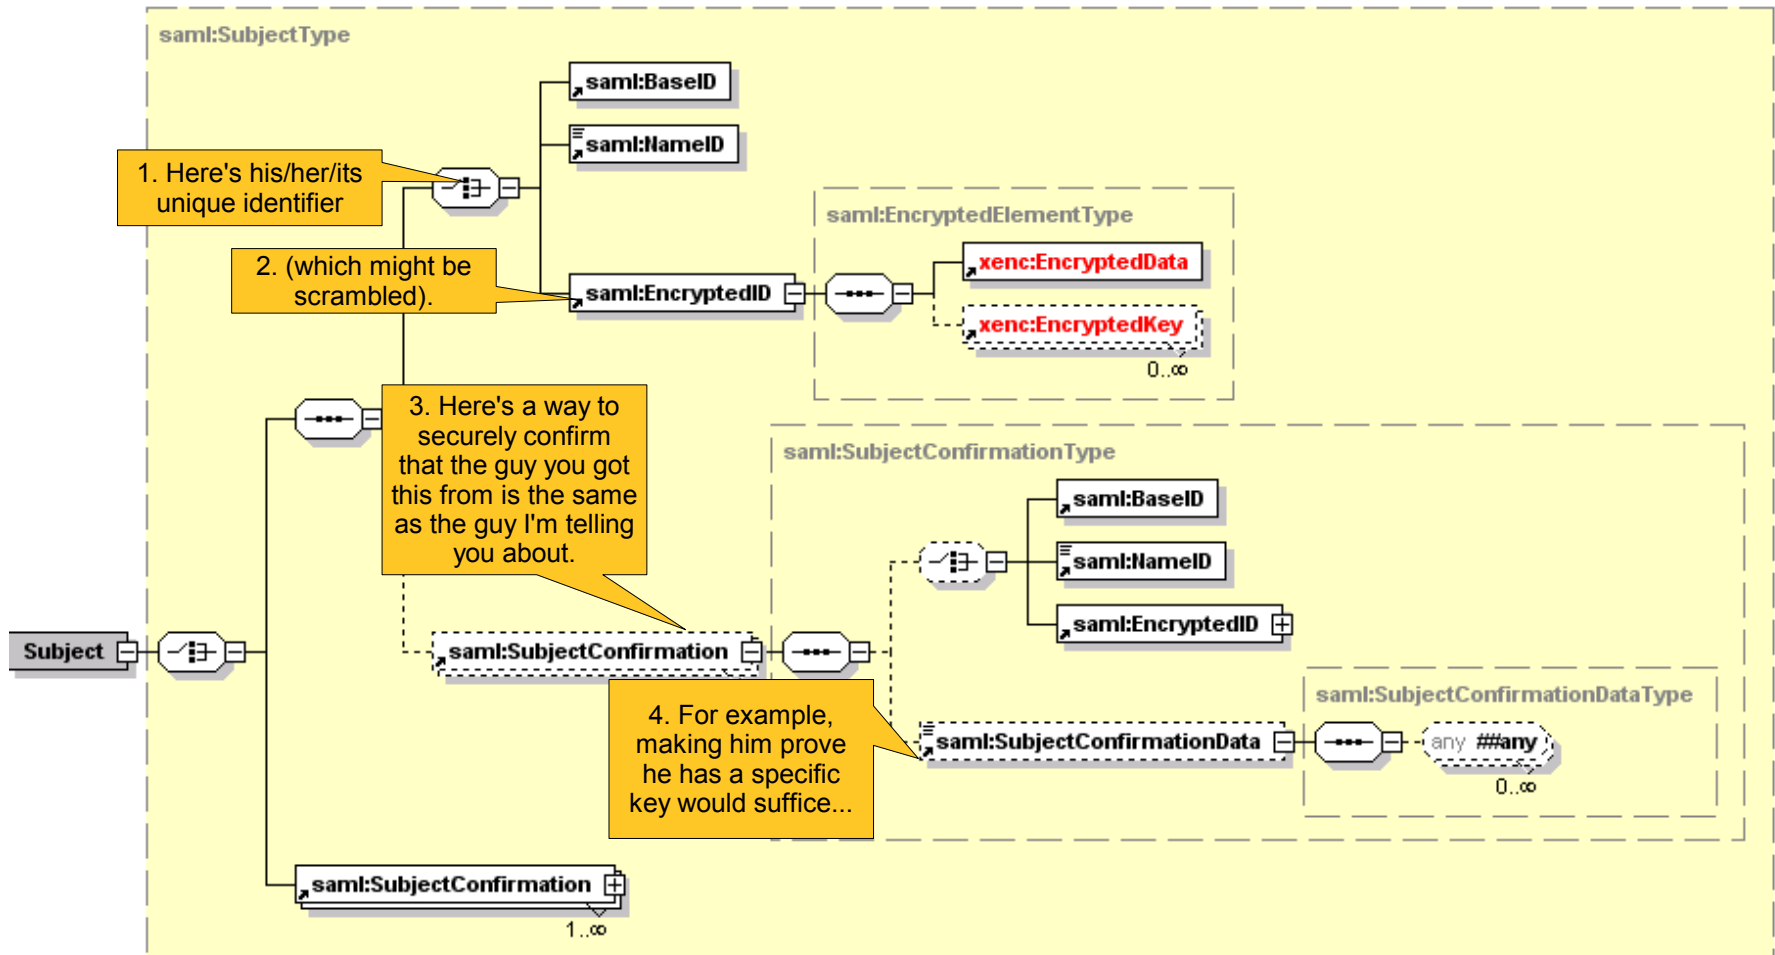 saml:SubjectType
saml:BaseID
saml:NameID
1. Here's his/her/its
unique identifier
saml:EncryptedElementType
xenc:EncryptedData
2. (which might be
scrambled).
saml:EncryptedID
xenc:EncryptedKey
0..∞
3. Here's a way to
securely confirm
that the guy you got
this from is the same
as the guy I'm telling
you about.
saml:SubjectConfirmationType
saml:BaseID
saml:NameID
saml:EncryptedID
Subject
saml:SubjectConfirmation
saml:SubjectConfirmationDataType
4. For example,
making him prove
he has a specific
key would suffice...
saml:SubjectConfirmationData
any ##any
0..∞
saml:SubjectConfirmation
1..∞